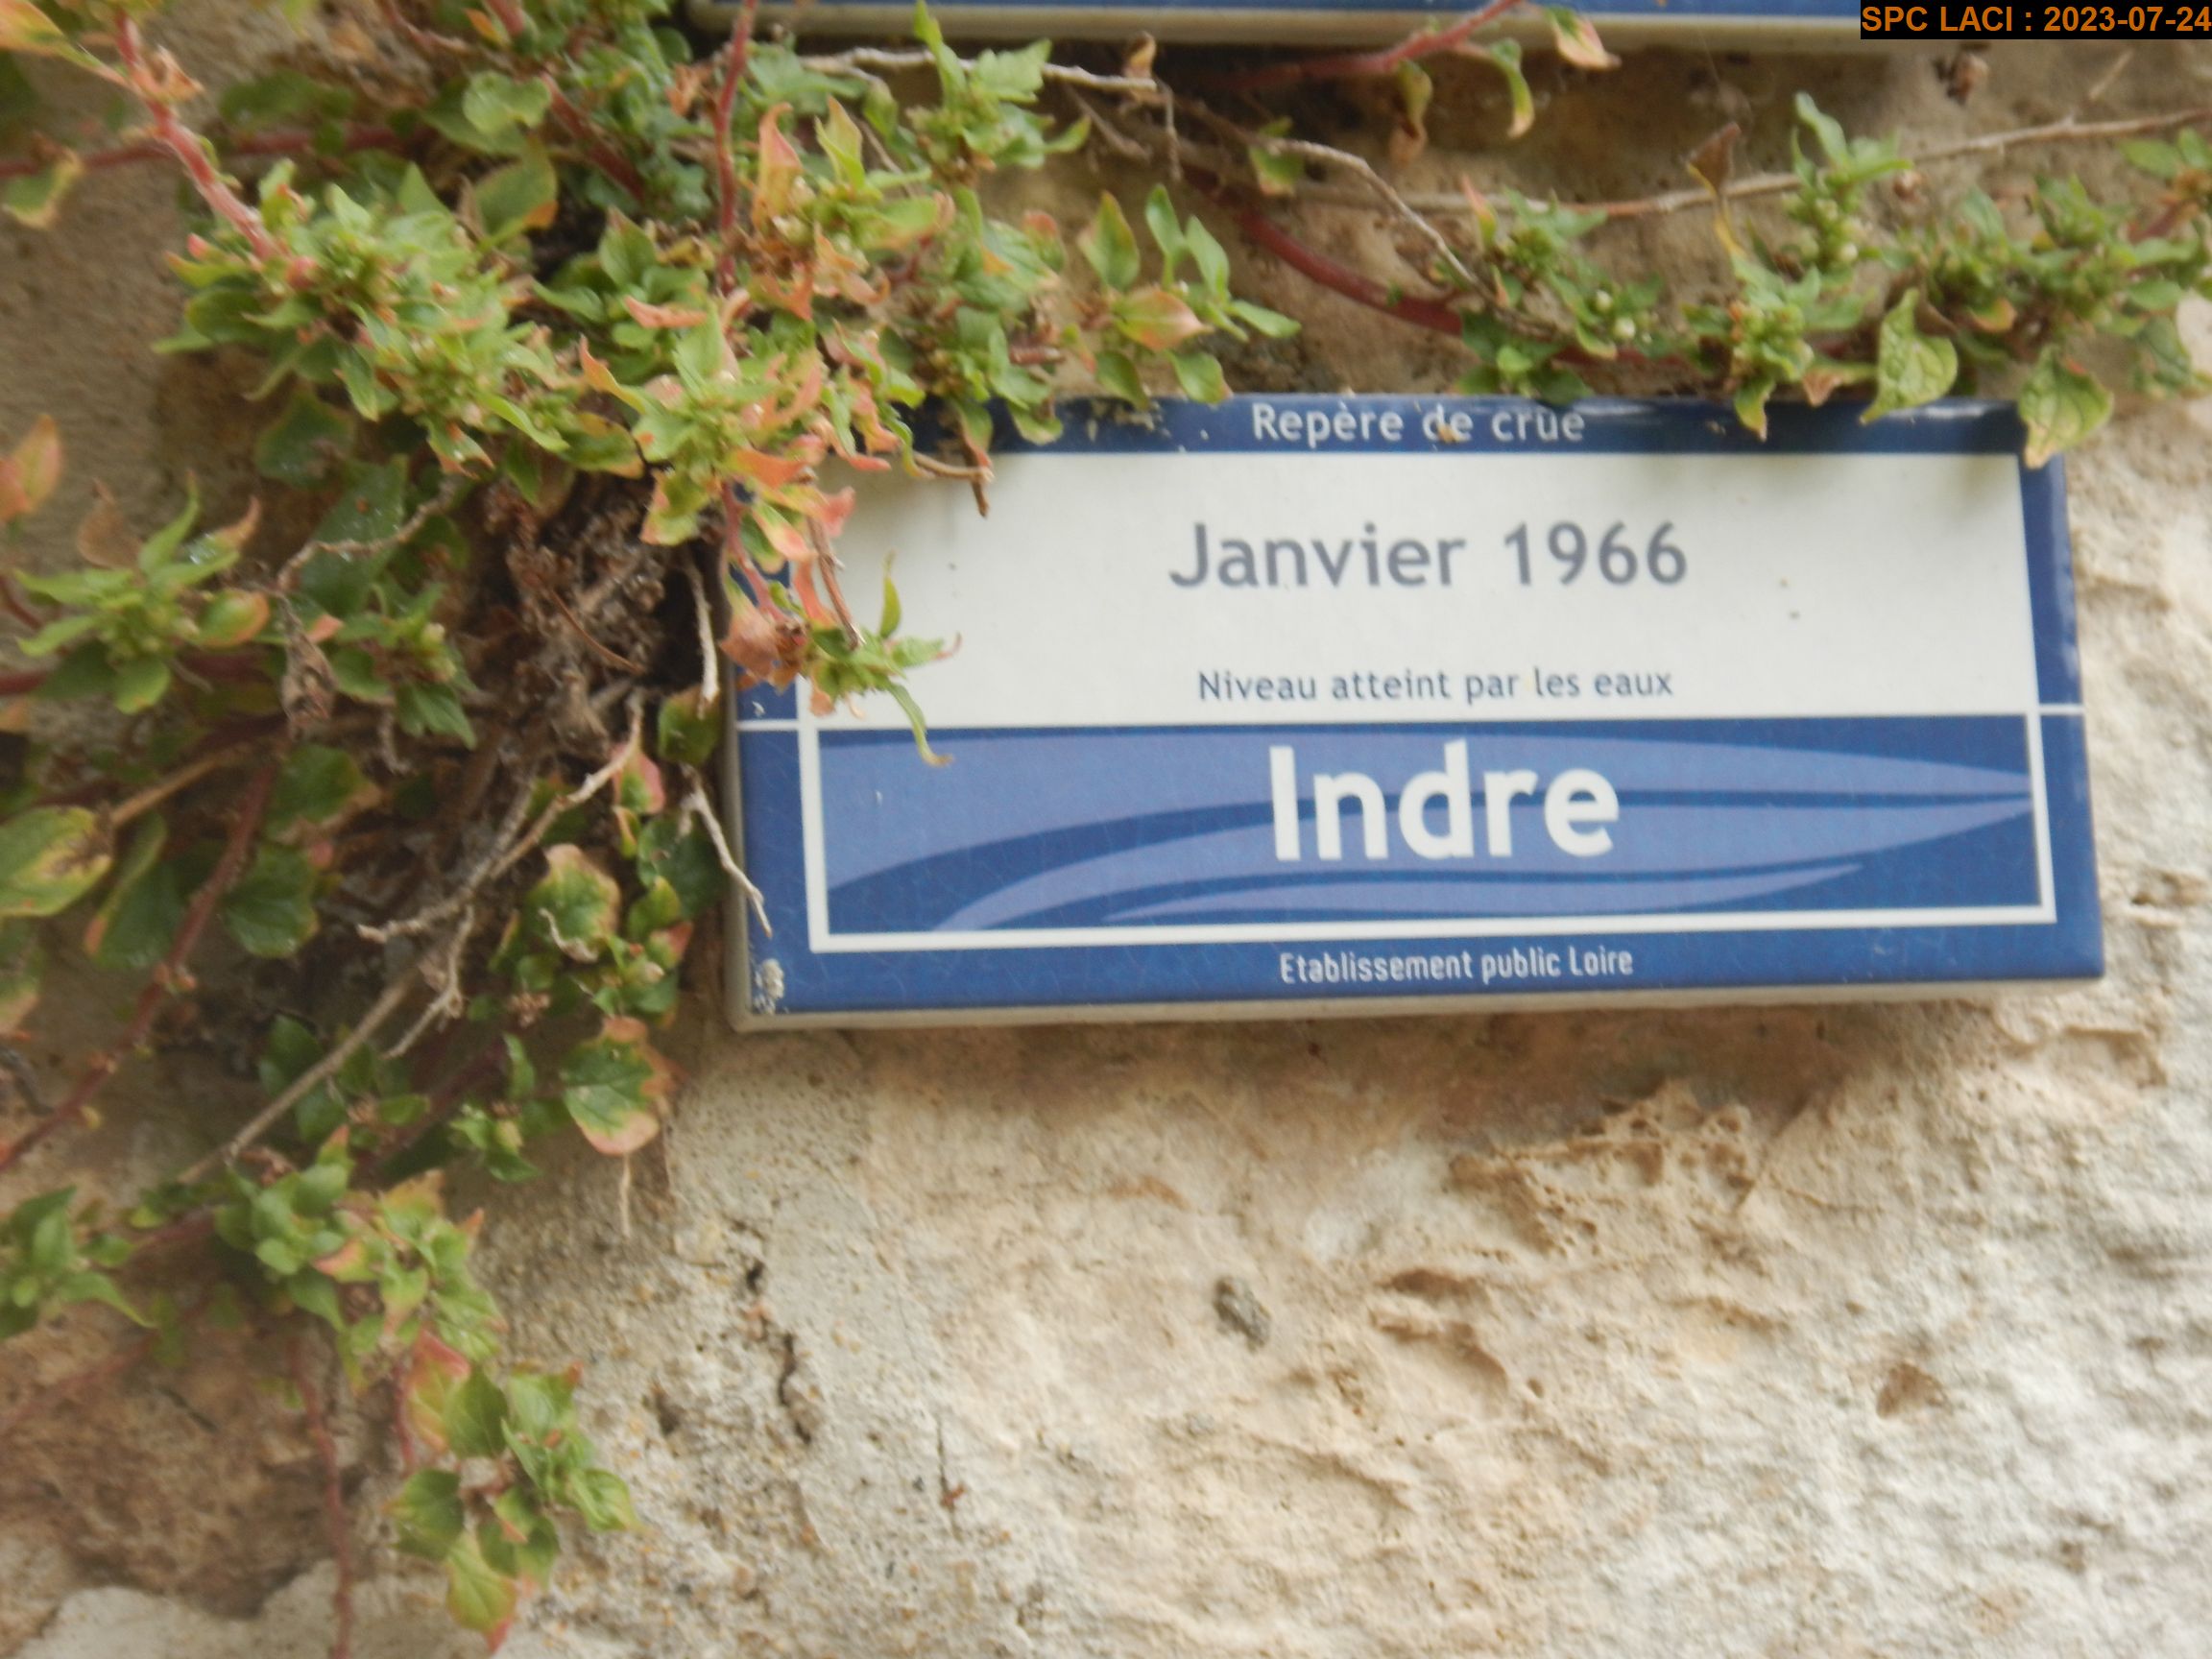 SPC LACI : 2023-07-24
Repère de crue
Janvier 1966
Niveau atteint par les eaux
Indre
Etablissement public Loire